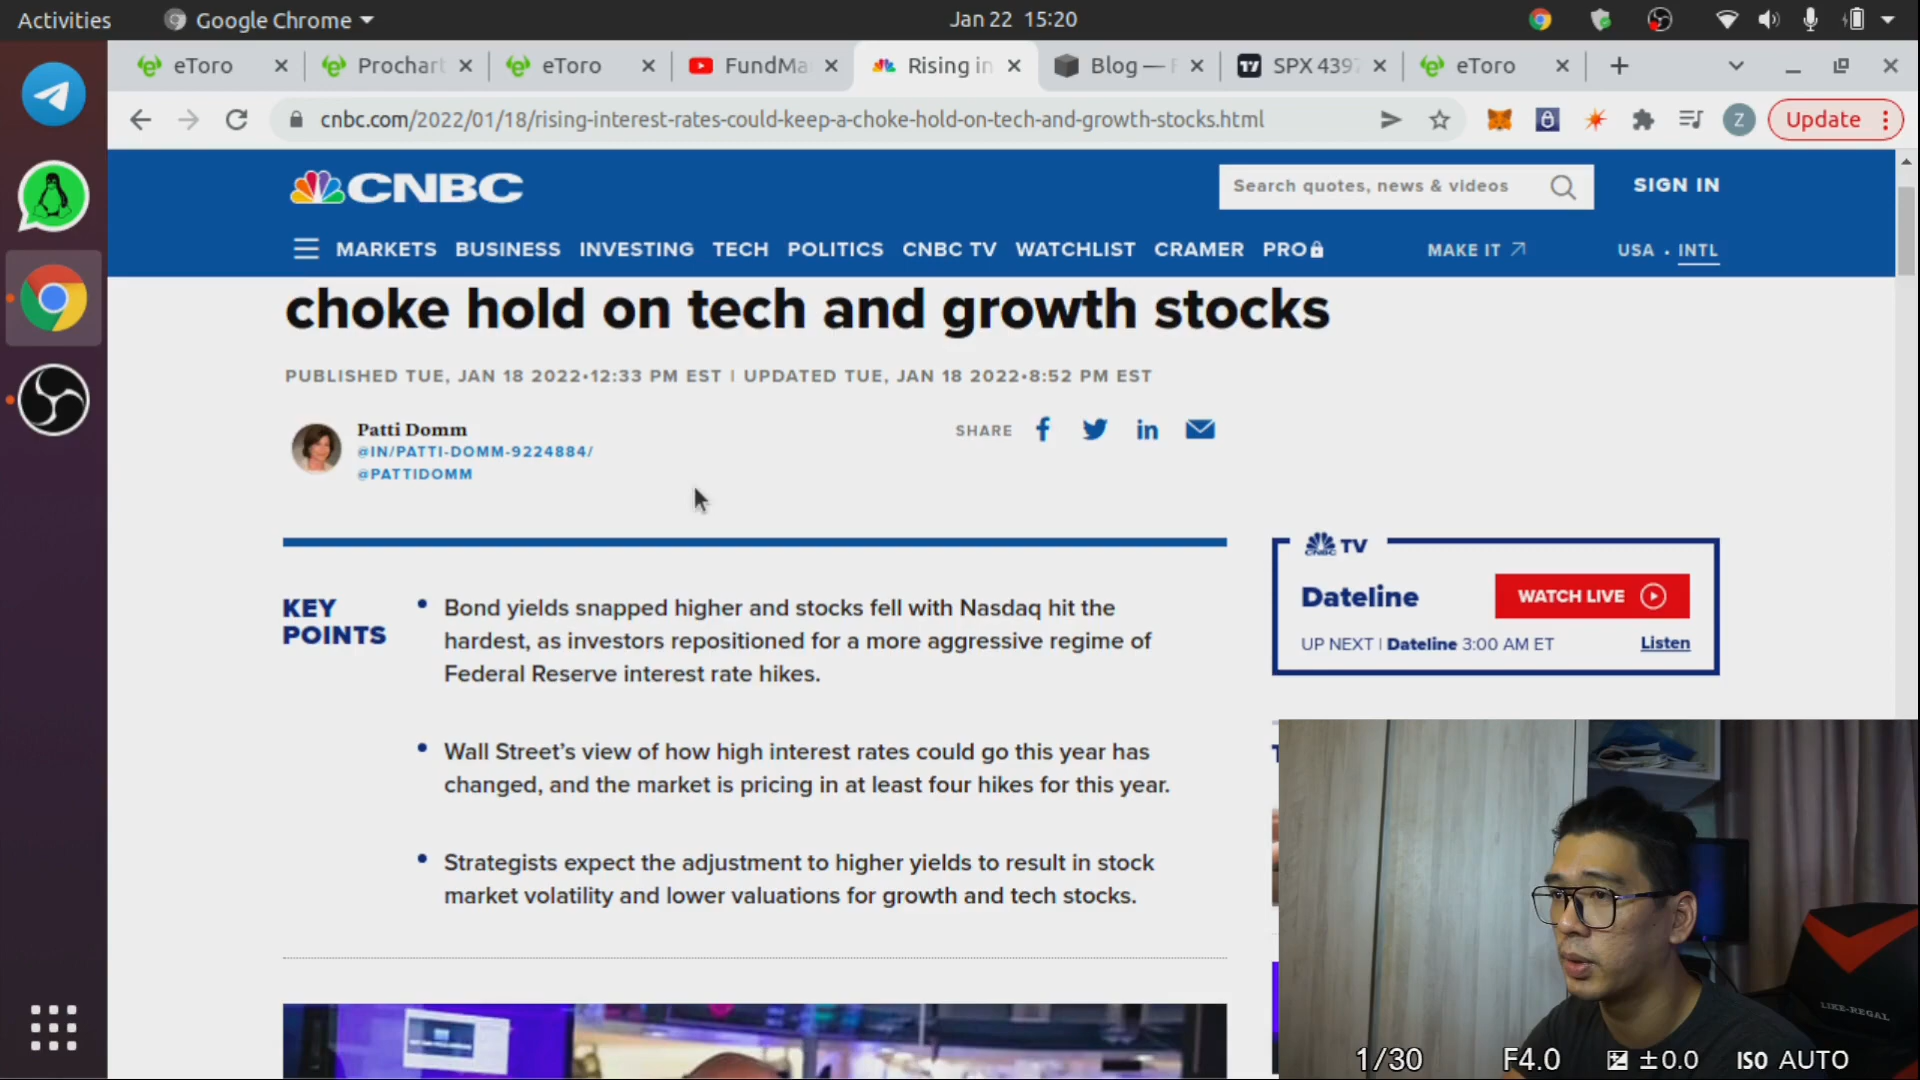 Activities
Google Chrome
Jan 22 15:20
eToro
Prochart
eToro
FundMa
Rising in
Blog —
SPX 439
eToro
cnbc.com/2022/01/18/rising-interest-rates-could-keep-a-choke-hold-on-tech-and-growth-stocks.html
Z
Update
CNBC
Search quotes, news & videos
SIGN IN
MARKETS BUSINESS INVESTING TECH POLITICS CNBC TV WATCHLIST CRAMER PRO
MAKE IT
USA • INTL
choke hold on tech and growth stocks
PUBLISHED TUE, JAN 18 2022•12:33 PM EST | UPDATED TUE, JAN 18 2022•8:52 PM EST
Patti Domm
@IN/PATTI-DOMM-9224884/
@PATTIDOMM
SHARE
KEY
POINTS
• Bond yields snapped higher and stocks fell with Nasdaq hit the
hardest, as investors repositioned for a more aggressive regime of
Federal Reserve interest rate hikes.
• Wall Street’s view of how high interest rates could go this year has
changed, and the market is pricing in at least four hikes for this year.
• Strategists expect the adjustment to higher yields to result in stock
market volatility and lower valuations for growth and tech stocks.
CNBC TV
Dateline
WATCH LIVE
UP NEXT | Dateline 3:00 AM ET
Listen
LIKE-REGAL
1/30 F4.0 ±0.0 ISO AUTO